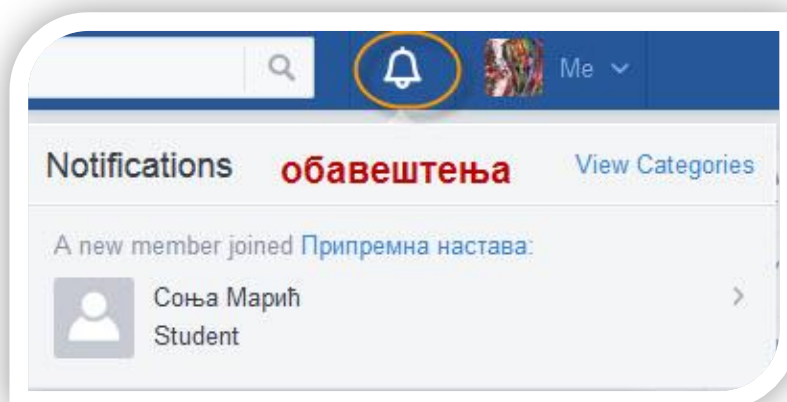 Me
Notifications обавештења View Categories
A new member joined Припремна настава:
Соња Марић
Student